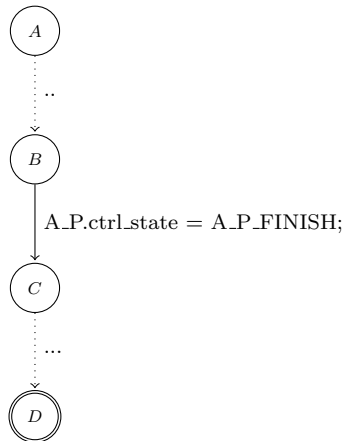 A
..
B
A_P.ctrl_state = A_P_FINISH;
C
...
D